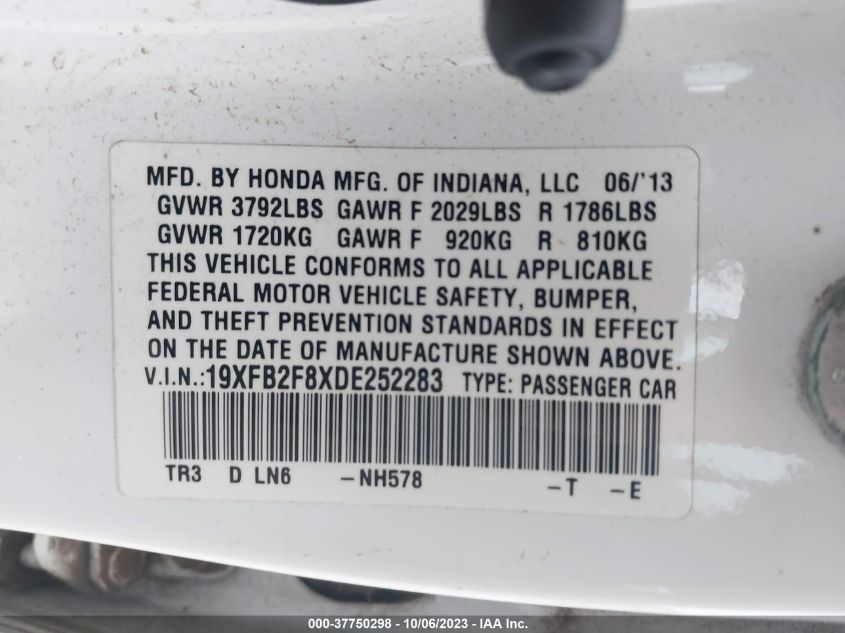 MFD. BY HONDA MFG. OF INDIANA, LLC 06/'13
GVWR 3792LBS GAWR F 2029LBS R 1786LBS
GVWR 1720KG GAWR F 920KG R 810KG
THIS VEHICLE CONFORMS TO ALL APPLICABLE
FEDERAL MOTOR VEHICLE SAFETY, BUMPER,
AND THEFT PREVENTION STANDARDS IN EFFECT
ON THE DATE OF MANUFACTURE SHOWN ABOVE.
V.I.N.:19XFB2F8XDE252283 TYPE: PASSENGER CAR
TR3 D LN6 -NH578 -T -E
000-37750298 - 10/06/2023 - IAA Inc.